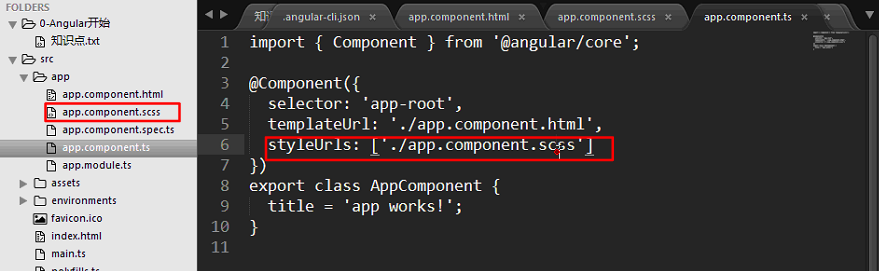 FOLDERS
0-Angular开始
知识点.txt
src
app
app.component.html
app.component.scss
app.component.spec.ts
app.component.ts
app.module.ts
assets
environments
favicon.ico
index.html
main.ts
polyfills.ts
.angular-cli.json
app.component.html
app.component.scss
app.component.ts
1 import { Component } from '@angular/core';
2
3 @Component({
4 selector: 'app-root',
5 templateUrl: './app.component.html',
6 styleUrls: ['./app.component.scss']
7 })
8 export class AppComponent {
9 title = 'app works!';
10 }
11